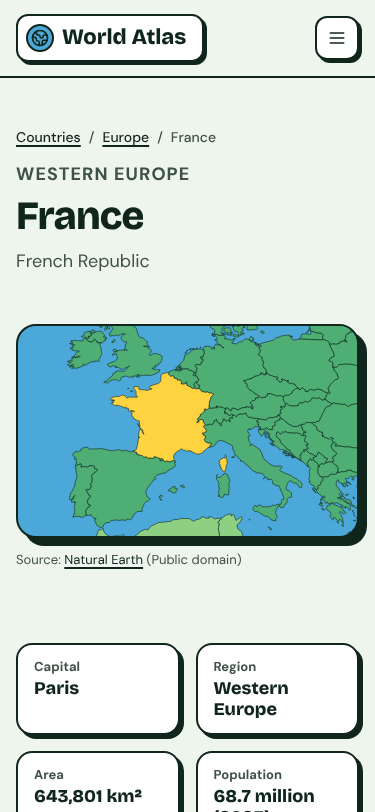 World Atlas
Countries / Europe / France
WESTERN EUROPE
France
French Republic
Source: Natural Earth (Public domain)
Capital
Paris
Region
Western
Europe
Area
643,801 km²
Population
68.7 million